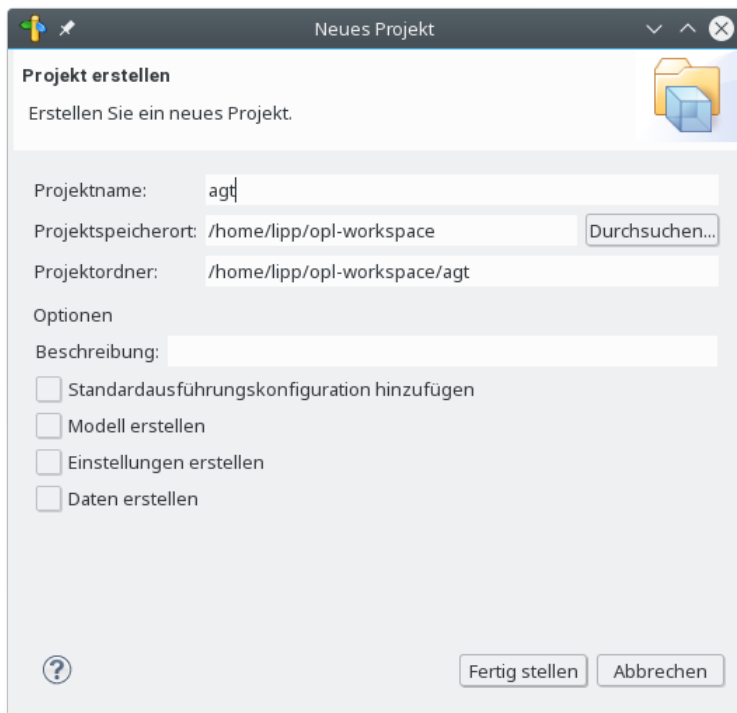 Neues Projekt
Projekt erstellen
Erstellen Sie ein neues Projekt.
Projektname: agt
Projektspeicherort: /home/lipp/opl-workspace Durchsuchen...
Projektordner: /home/lipp/opl-workspace/agt
Optionen
Beschreibung:
Standardausführungskonfiguration hinzufügen
Modell erstellen
Einstellungen erstellen
Daten erstellen
? Fertig stellen Abbrechen